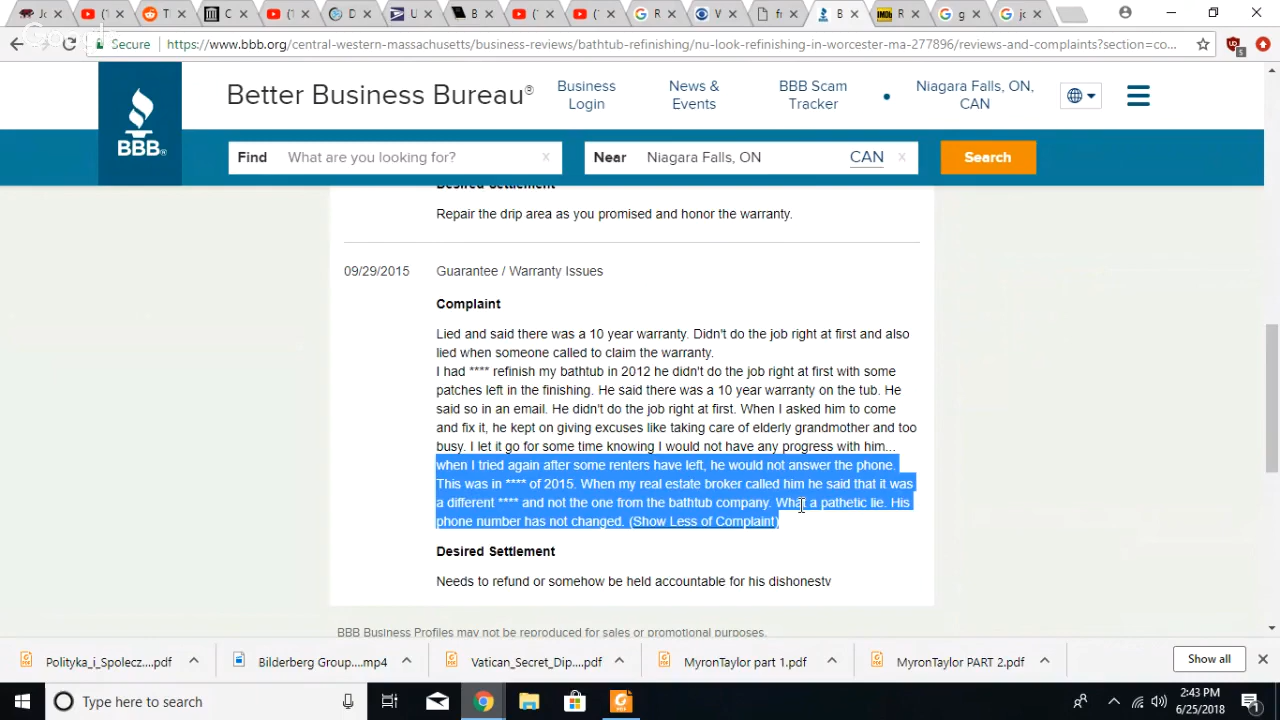 Jo
(
T
C
(T
D
U
B
(
(
R
C
fi
B
R
g
jc
Google
Secure
https://www.bbb.org/central-western-massachusetts/business-reviews/bathtub-refinishing/nu-look-refinishing-in-worcester-ma-277896/reviews-and-complaints?section=co...
5
BBB®
Better Business Bureau®
Business Login
News & Events
BBB Scam Tracker
Niagara Falls, ON, CAN
Find What are you looking for? ×
Near Niagara Falls, ON CAN ×
Search
Desired Settlement
Repair the drip area as you promised and honor the warranty.
09/29/2015 Guarantee / Warranty Issues
Complaint
Lied and said there was a 10 year warranty. Didn't do the job right at first and also
lied when someone called to claim the warranty.
I had **** refinish my bathtub in 2012 he didn't do the job right at first with some
patches left in the finishing. He said there was a 10 year warranty on the tub. He
said so in an email. He didn't do the job right at first. When I asked him to come
and fix it, he kept on giving excuses like taking care of elderly grandmother and too
busy. I let it go for some time knowing I would not have any progress with him...
when I tried again after some renters have left, he would not answer the phone.
This was in **** of 2015. When my real estate broker called him he said that it was
a different **** and not the one from the bathtub company. What a pathetic lie. His
phone number has not changed. (Show Less of Complaint)
Desired Settlement
Needs to refund or somehow be held accountable for his dishonesty
BBB Business Profiles may not be reproduced for sales or promotional purposes.
Polityka_i_Spolecz....pdf
Bilderberg Group....mp4
Vatican_Secret_Dip....pdf
MyronTaylor part 1.pdf
MyronTaylor PART 2.pdf
Show all
Type here to search
2:43 PM
6/25/2018
1